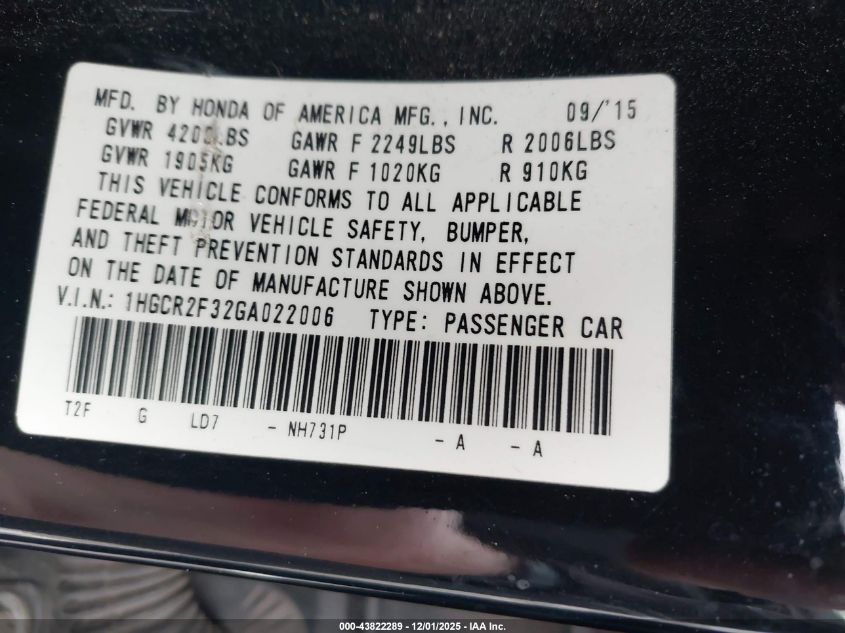 MFD. BY HONDA OF AMERICA MFG., INC. 09/'15
GVWR 4200LBS GAWR F 2249LBS R 2006LBS
GVWR 1905KG GAWR F 1020KG R 910KG
THIS VEHICLE CONFORMS TO ALL APPLICABLE
FEDERAL MOTOR VEHICLE SAFETY, BUMPER,
AND THEFT PREVENTION STANDARDS IN EFFECT
ON THE DATE OF MANUFACTURE SHOWN ABOVE.
V.I.N.: 1HGCR2F32GA022006 TYPE: PASSENGER CAR
T2F G LD7 - NH731P - A - A
000-43822289 - 12/01/2025 - IAA Inc.